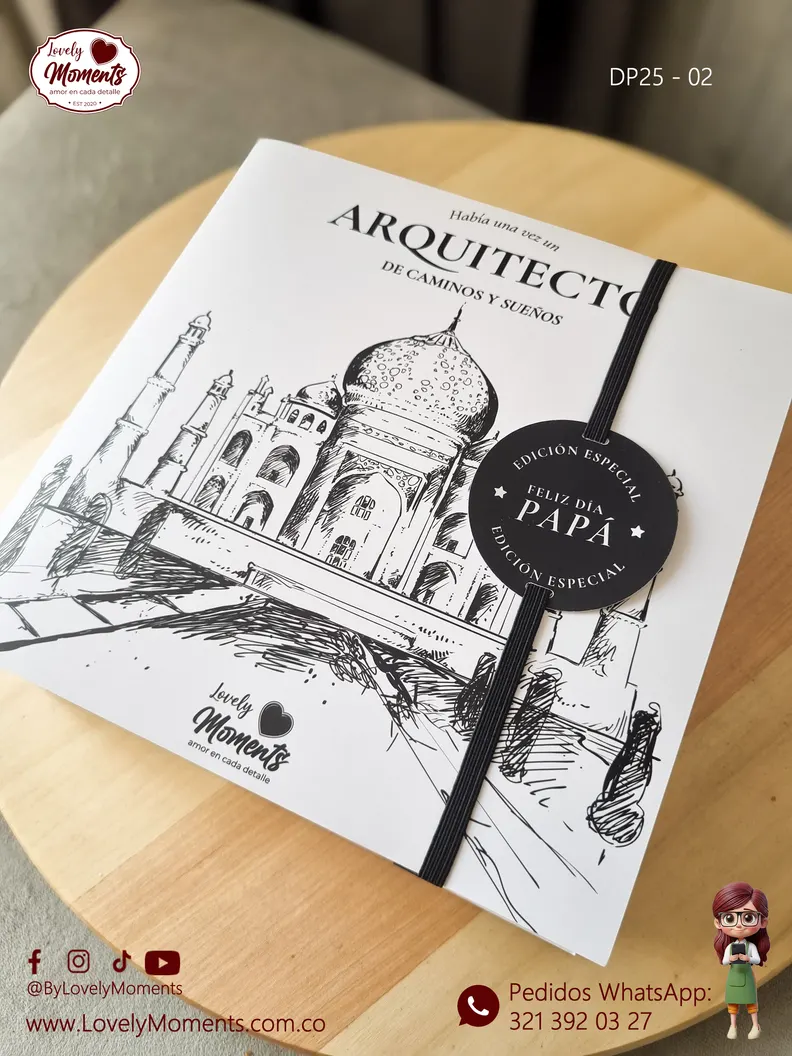 Lovely
Moments
amor en cada detalle
• EST 2020 •
DP25 - 02
Había una vez un
ARQUITECTO
DE CAMINOS Y SUEÑOS
EDICIÓN ESPECIAL
FELIZ DÍA
PAPÁ
EDICIÓN ESPECIAL
Lovely
Moments
amor en cada detalle
@ByLovelyMoments
www.LovelyMoments.com.co
Pedidos WhatsApp:
321 392 03 27